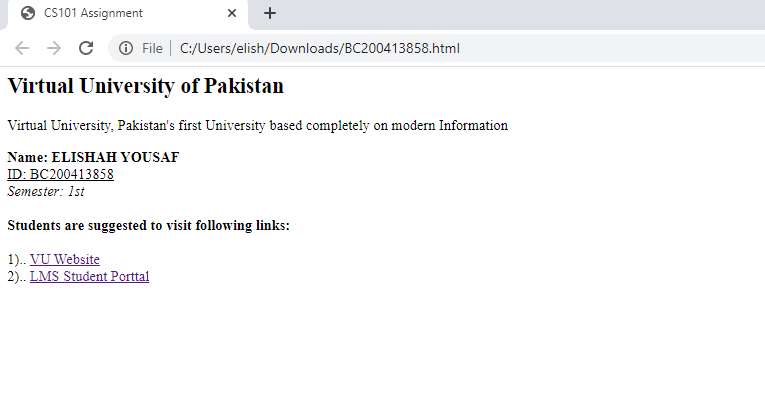 CS101 Assignment
File C:/Users/elish/Downloads/BC200413858.html
Virtual University of Pakistan
Virtual University, Pakistan's first University based completely on modern Information
Name: ELISHAH YOUSAF
ID: BC200413858
Semester: 1st
Students are suggested to visit following links:
1).. VU Website
2).. LMS Student Porttal